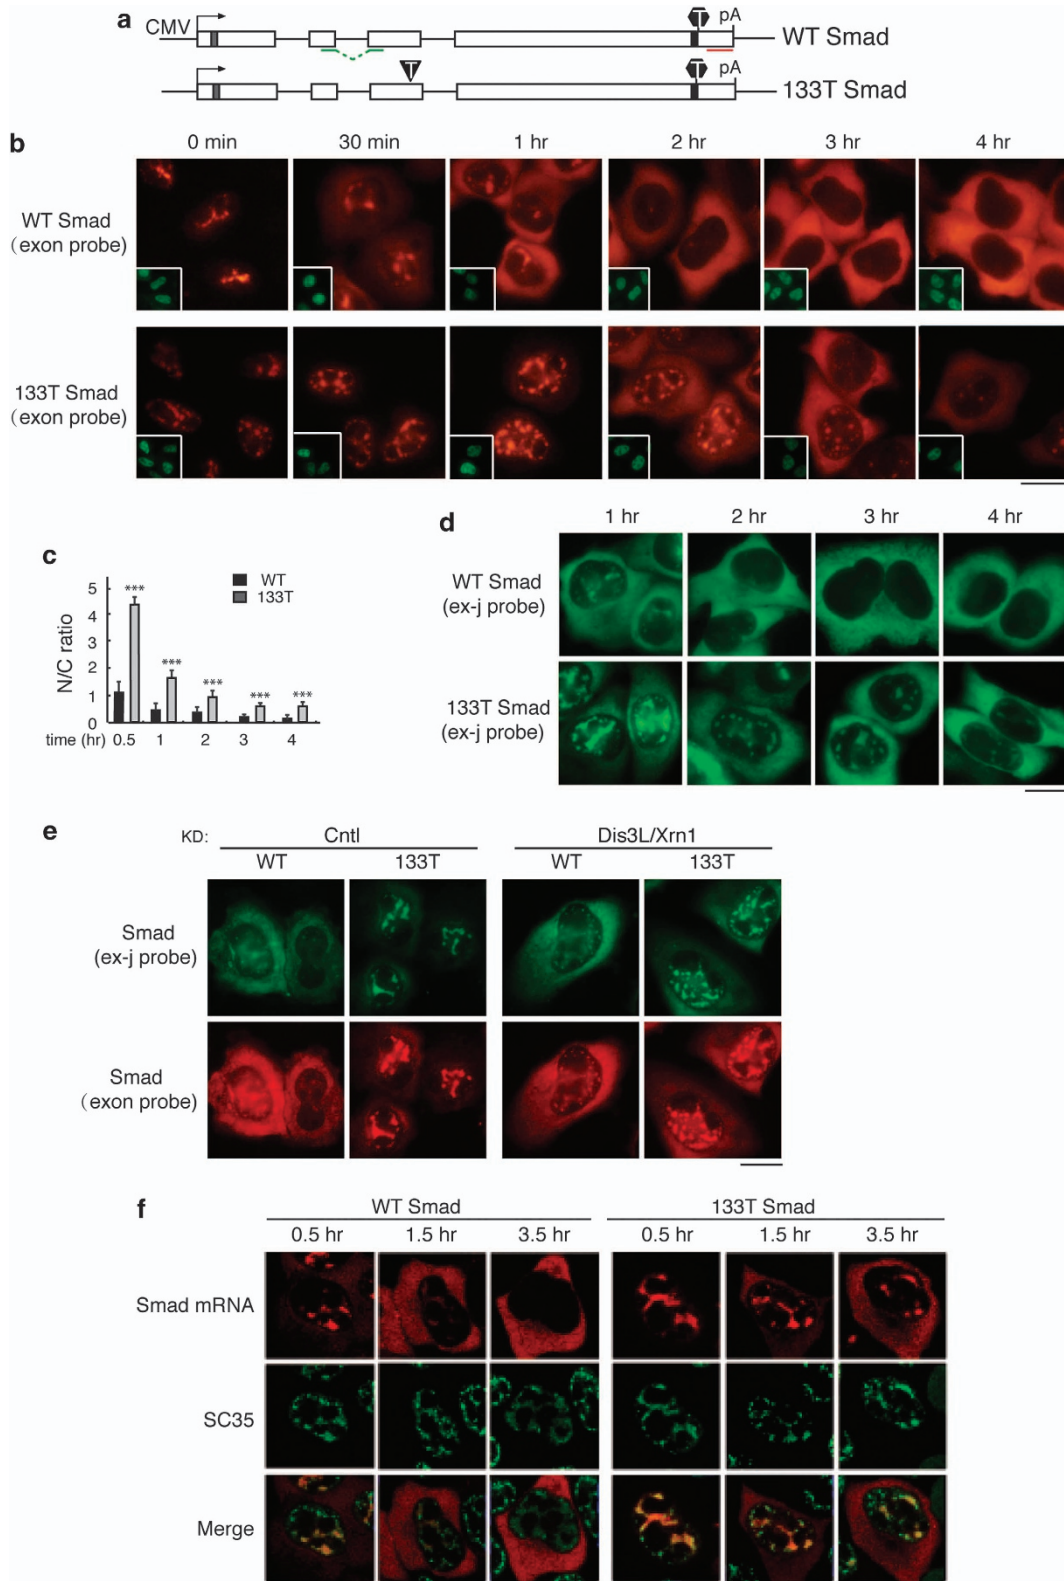 a
CMV
T
pA
WT Smad
T
T
pA
133T Smad
b
0 min
30 min
1 hr
2 hr
3 hr
4 hr
WT Smad
(exon probe)
133T Smad
(exon probe)
c
5
4
3
2
1
0
N/C ratio
WT
133T
***
***
***
***
***
time (hr)
0.5
1
2
3
4
d
1 hr
2 hr
3 hr
4 hr
WT Smad
(ex-j probe)
133T Smad
(ex-j probe)
e
KD:
Cntl
Dis3L/Xrn1
WT
133T
WT
133T
Smad
(ex-j probe)
Smad
(exon probe)
f
WT Smad
133T Smad
0.5 hr
1.5 hr
3.5 hr
0.5 hr
1.5 hr
3.5 hr
Smad mRNA
SC35
Merge